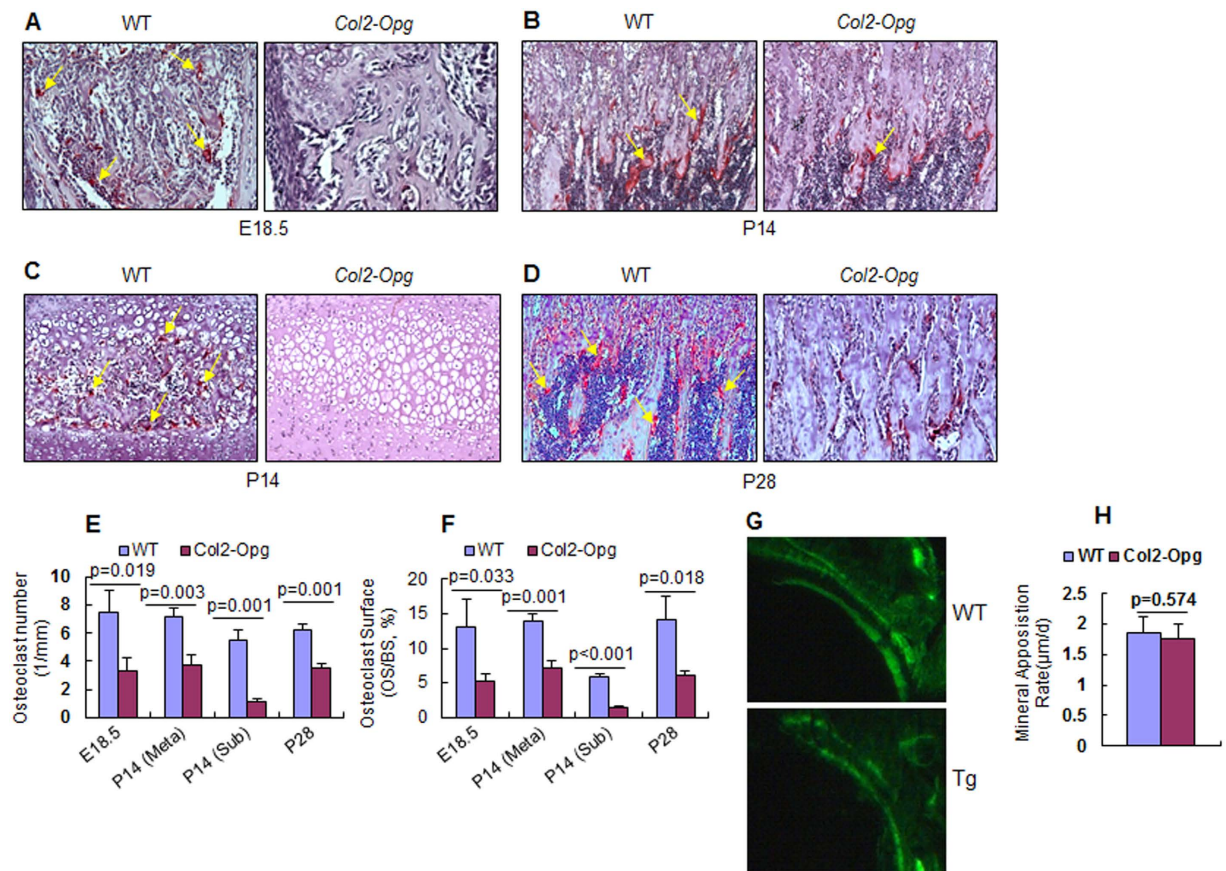 A
WT
Col2-Opg
B
WT
Col2-Opg
E18.5
P14
C
WT
Col2-Opg
D
WT
Col2-Opg
P14
P28
E
WT
Col2-Opg
p=0.019
p=0.003
p=0.001
p=0.001
Osteoclast number
(1/mm)
10
8
6
4
2
0
E18.5
P14 (Meta)
P14 (Sub)
P28
F
WT
Col2-Opg
p=0.033
p=0.001
p<0.001
p=0.018
Osteoclast Surface
(OS/BS, %)
20
15
10
5
0
E18.5
P14 (Meta)
P14 (Sub)
P28
G
WT
Tg
H
WT
Col2-Opg
p=0.574
Mineral Apposistion
Rate(µm/d)
2.5
2
1.5
1
0.5
0